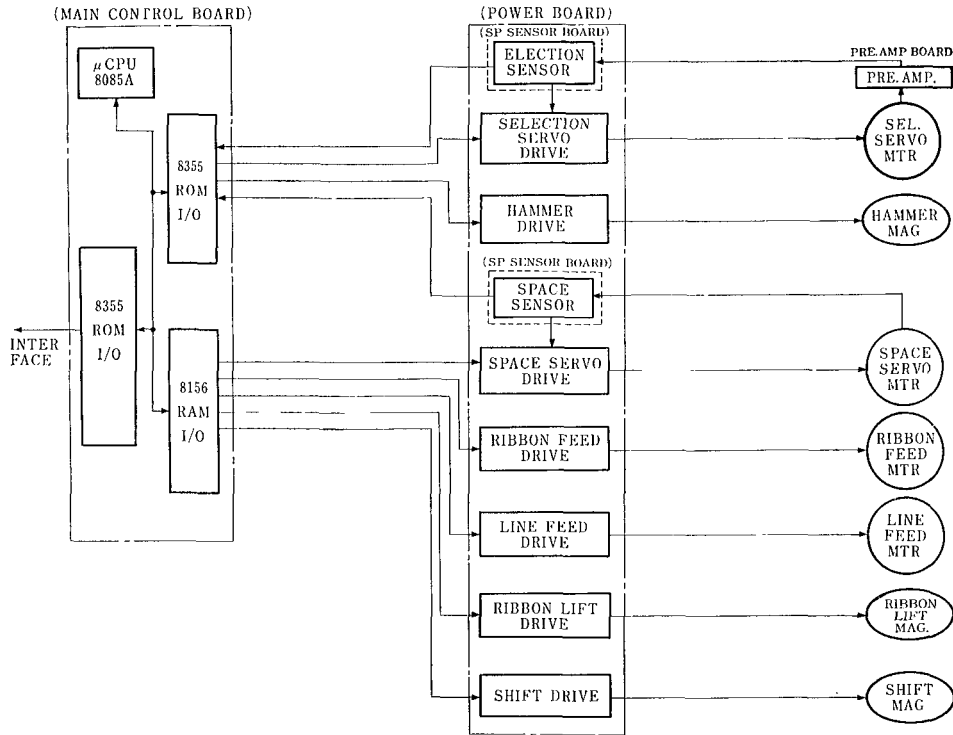 (MAIN CONTROL BOARD)
(POWER BOARD)
(SP SENSOR BOARD)
μCPU
8085A
ELECTION
SENSOR
PRE.AMP BOARD
PRE. AMP.
8355
ROM
I/O
SELECTION
SERVO
DRIVE
SEL.
SERVO
MTR
HAMMER
DRIVE
HAMMER
MAG
(SP SENSOR BOARD)
SPACE
SENSOR
8355
ROM
I/O
INTER
FACE
8156
RAM
I/O
SPACE SERVO
DRIVE
SPACE
SERVO
MTR
RIBBON FEED
DRIVE
RIBBON
FEED
MTR
LINE FEED
DRIVE
LINE
FEED
MTR
RIBBON LIFT
DRIVE
RIBBON
LIFT
MAG.
SHIFT DRIVE
SHIFT
MAG